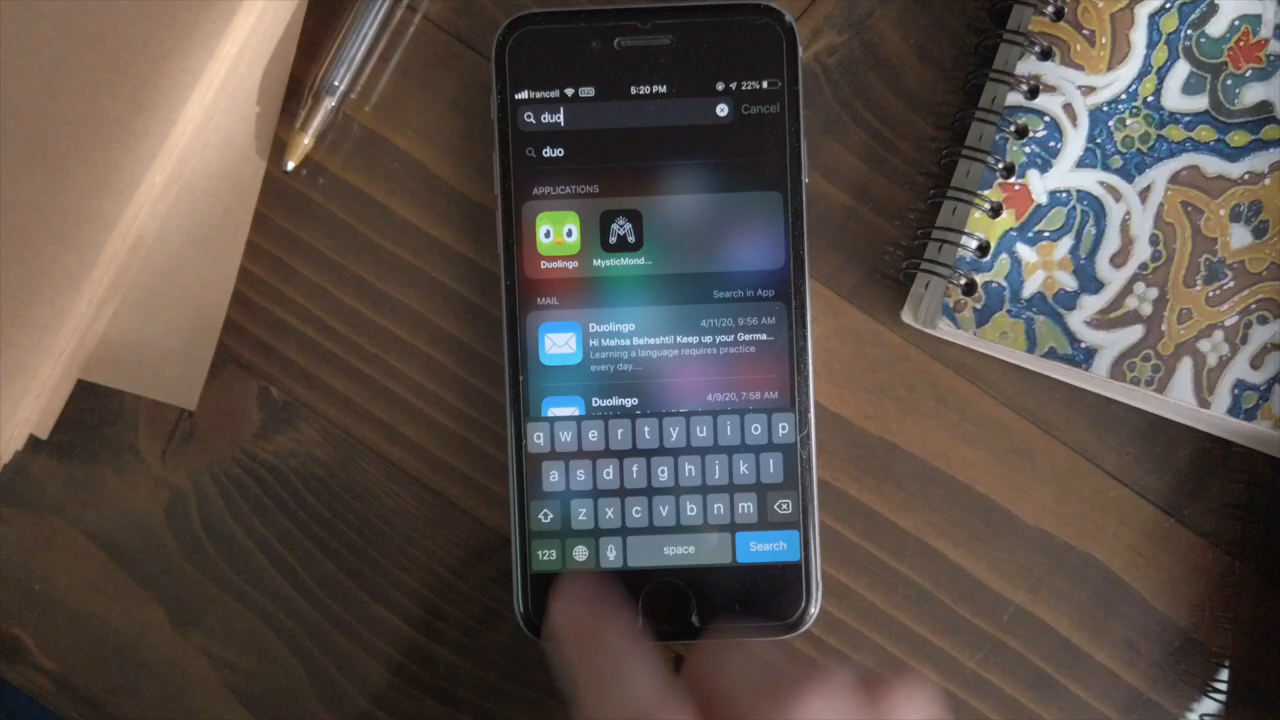 Irancell VPN 5:20 PM 22%
duo Cancel
duo
APPLICATIONS
Duolingo MysticMond...
MAIL Search in App
Duolingo 4/11/20, 9:56 AM
Hi Mahsa Beheshti! Keep up your Germa...
Learning a language requires practice
every day....
Duolingo 4/9/20, 7:58 AM
q w e r t y u i o p
a s d f g h j k l
z x c v b n m
123 space Search